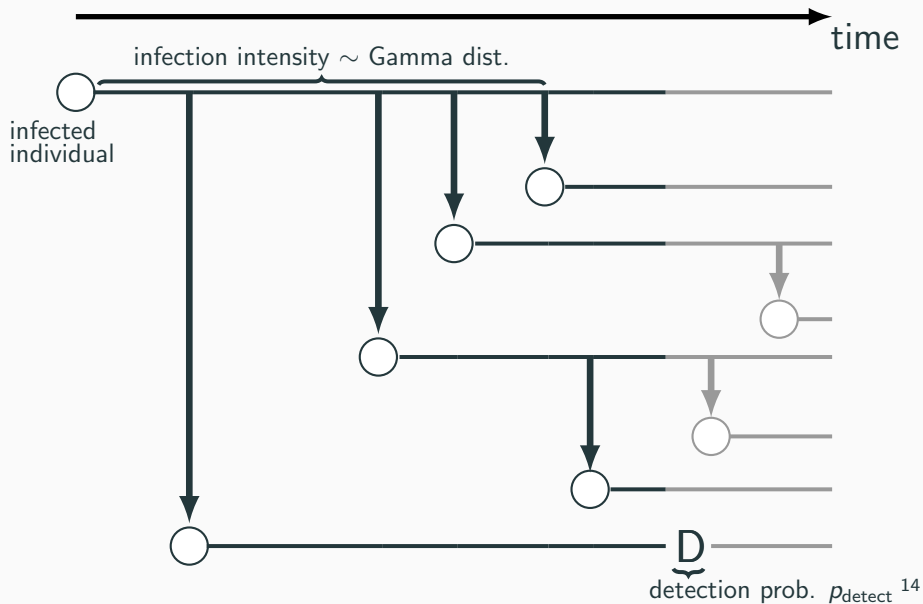 time
infection intensity ∼ Gamma dist.
infected
individual
D
detection prob. p_detect 14